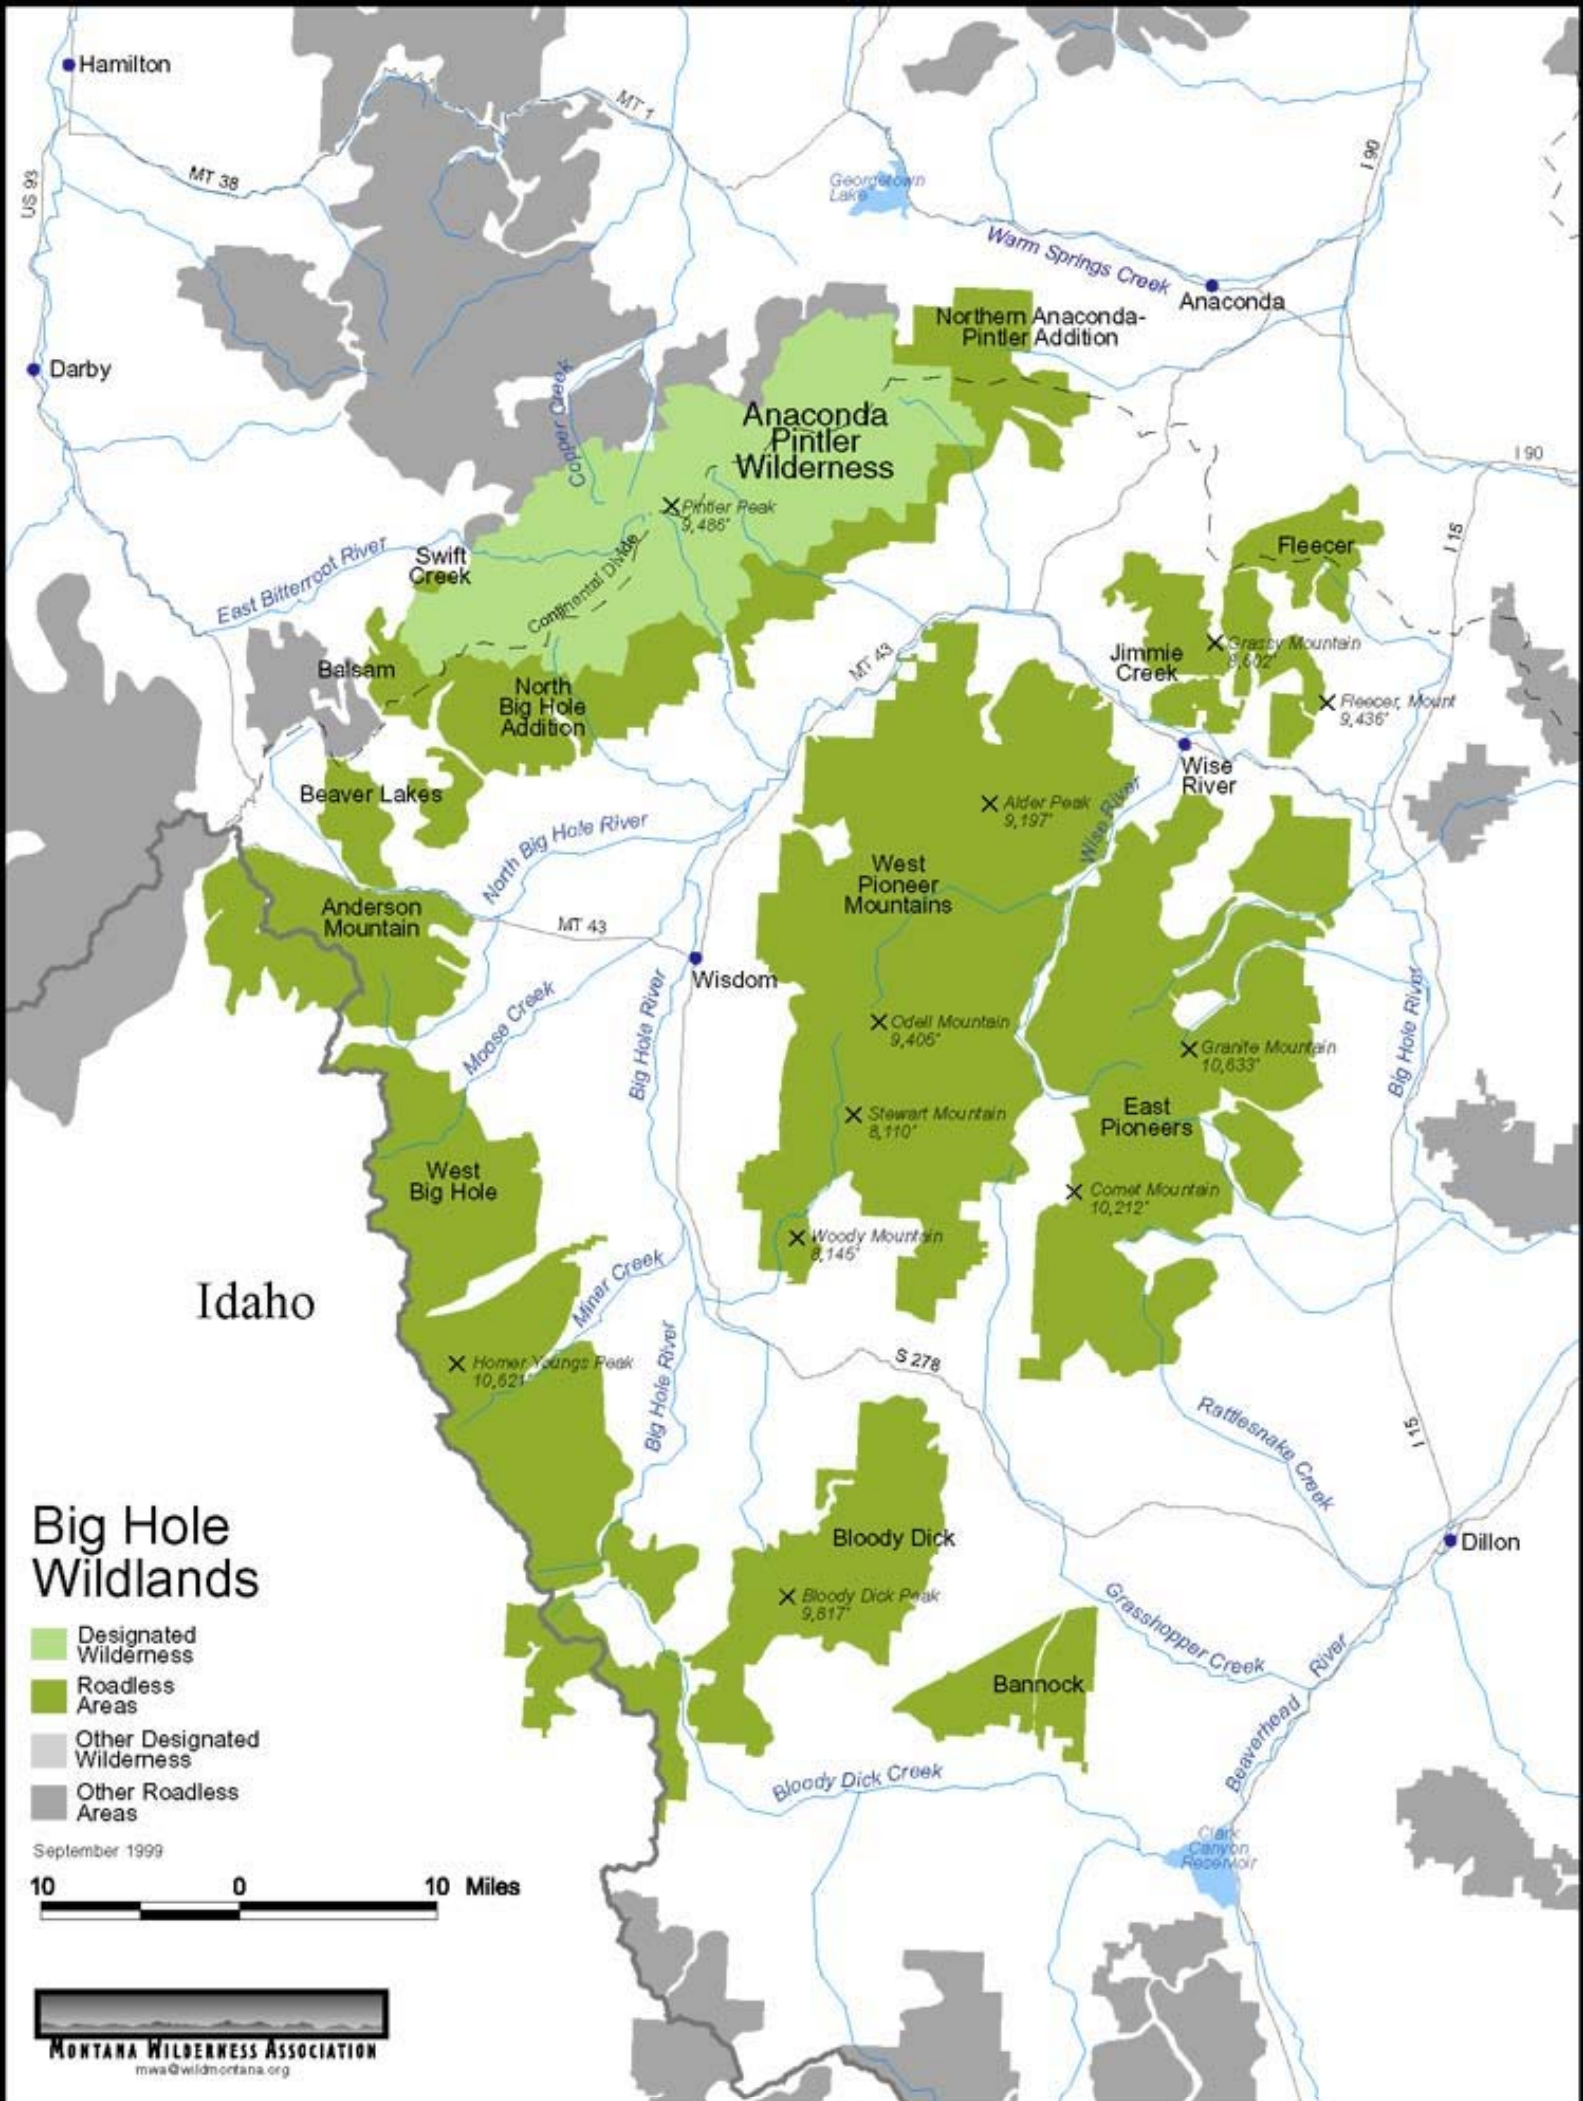 Hamilton
MT 1
I 90
MT 38
US 93
Georgetown
Lake
Warm Springs Creek
Anaconda
Northern Anaconda-
Pintler Addition
Darby
Copper Creek
Anaconda
Pintler
Wilderness
I 90
Pintler Peak
9,486'
I 15
Fleecer
East Bitterroot River
Swift
Creek
Continental Divide
MT 43
Grassy Mountain
Jimmie
Creek
Balsam
North
Big Hole
Addition
Fleecer, Mount
9,436'
Wise
River
Beaver Lakes
Alder Peak
9,197'
Wise River
North Big Hole River
West
Pioneer
Mountains
Anderson
Mountain
MT 43
Wisdom
Moose Creek
Big Hole River
Odell Mountain
9,406'
Big Hole River
Granite Mountain
10,633'
Stewart Mountain
8,110'
East
Pioneers
West
Big Hole
Comet Mountain
10,212'
Woody Mountain
8,145'
Miner Creek
Idaho
Homer Youngs Peak
10,621'
Big Hole River
S 278
Rattlesnake Creek
I 15
Bloody Dick
Dillon
Bloody Dick Peak
9,817'
Grasshopper Creek
Bannock
Beaverhead River
Bloody Dick Creek
Clark
Canyon
Reservoir
Big Hole
Wildlands
Designated
Wilderness
Roadless
Areas
Other Designated
Wilderness
Other Roadless
Areas
September 1999
10 0 10 Miles
MONTANA WILDERNESS ASSOCIATION
mwa@wildmontana.org